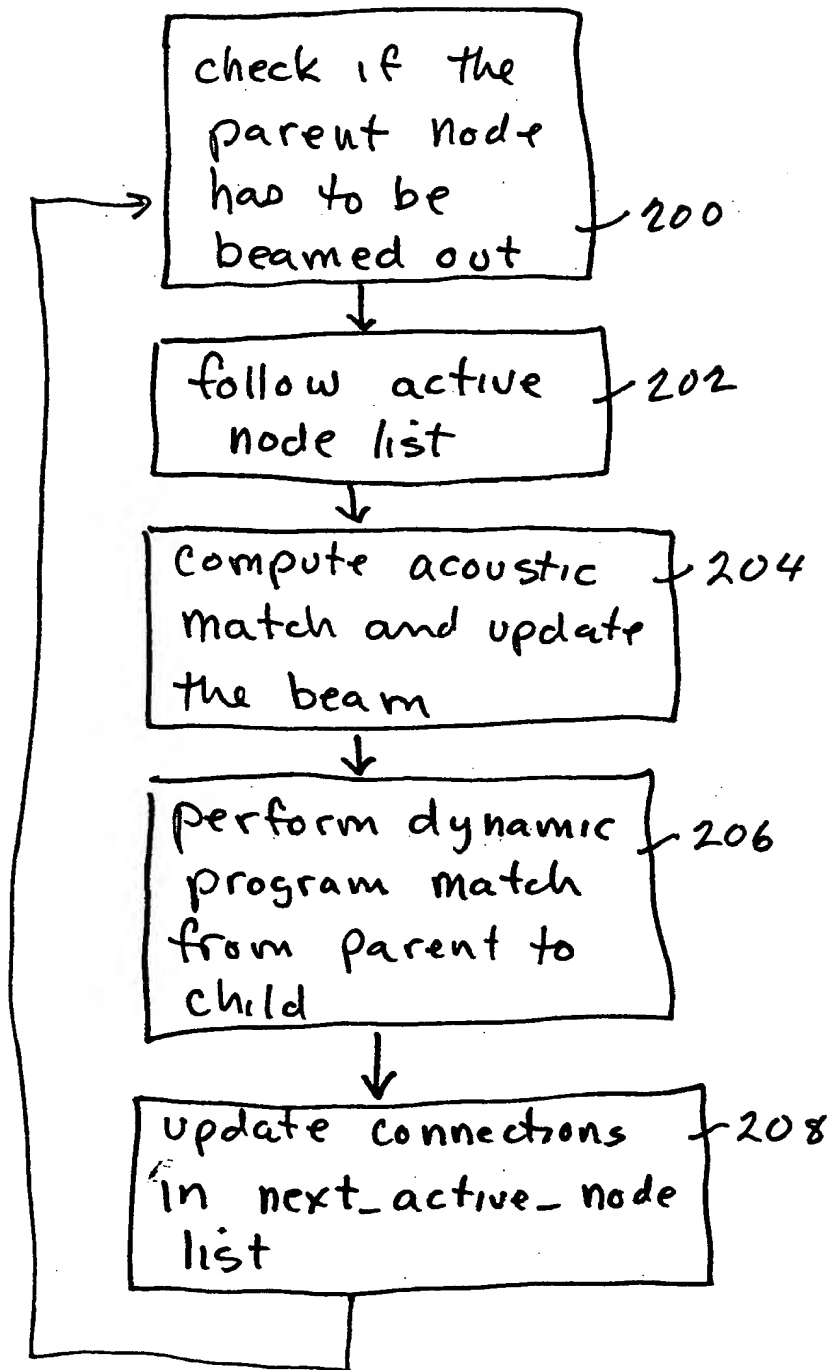 check if the
parent node
has to be
beamed out
200
follow active
node list
202
compute acoustic
match and update
the beam
204
perform dynamic
program match
from parent to
child
206
update connections
in next_active_node
list
208